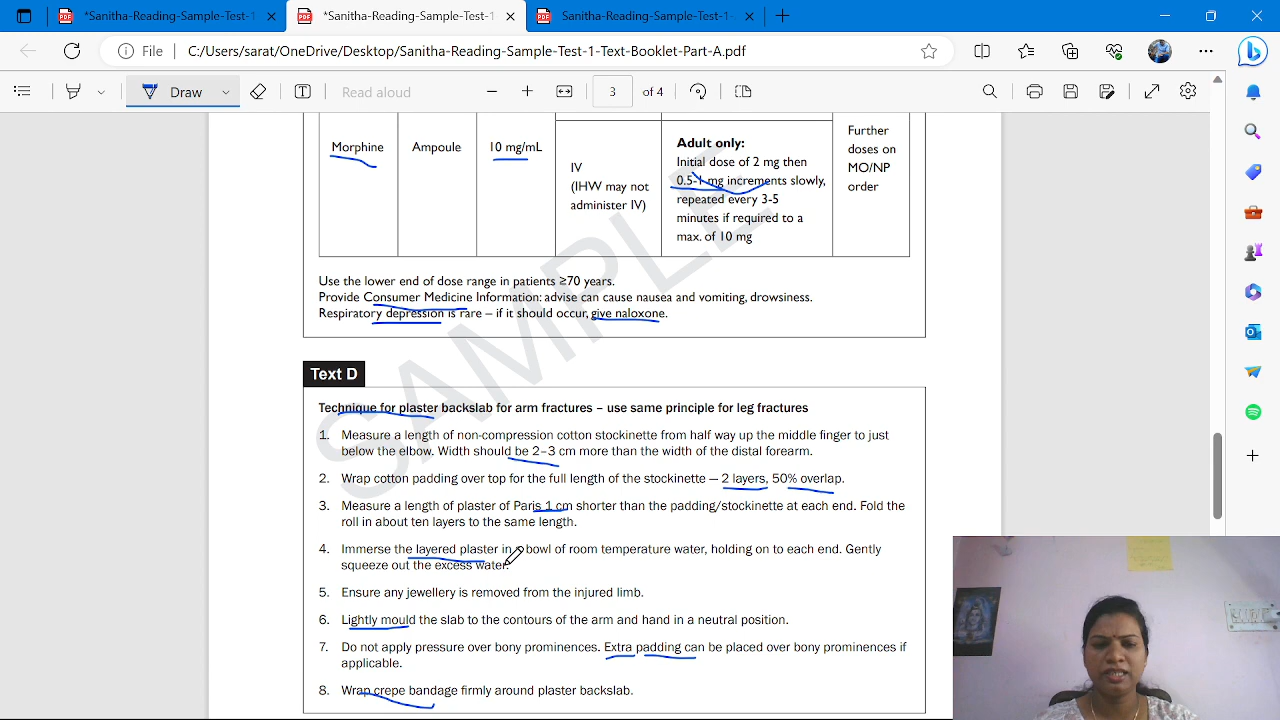 *Sanitha-Reading-Sample-Test-1
*Sanitha-Reading-Sample-Test-1-
Sanitha-Reading-Sample-Test-1-
File
C:/Users/sarat/OneDrive/Desktop/Sanitha-Reading-Sample-Test-1-Text-Booklet-Part-A.pdf
Draw
Read aloud
3
of 4
Morphine
Ampoule
10 mg/mL
IV
(IHW may not
administer IV)
Adult only:
Initial dose of 2 mg then
0.5-1 mg increments slowly,
repeated every 3-5
minutes if required to a
max. of 10 mg
Further
doses on
MO/NP
order
Use the lower end of dose range in patients ≥70 years.
Provide Consumer Medicine Information: advise can cause nausea and vomiting, drowsiness.
Respiratory depression is rare – if it should occur, give naloxone.
SAMPLE
Text D
Technique for plaster backslab for arm fractures – use same principle for leg fractures
1. Measure a length of non-compression cotton stockinette from half way up the middle finger to just
below the elbow. Width should be 2–3 cm more than the width of the distal forearm.
2. Wrap cotton padding over top for the full length of the stockinette — 2 layers, 50% overlap.
3. Measure a length of plaster of Paris 1 cm shorter than the padding/stockinette at each end. Fold the
roll in about ten layers to the same length.
4. Immerse the layered plaster in a bowl of room temperature water, holding on to each end. Gently
squeeze out the excess water.
5. Ensure any jewellery is removed from the injured limb.
6. Lightly mould the slab to the contours of the arm and hand in a neutral position.
7. Do not apply pressure over bony prominences. Extra padding can be placed over bony prominences if
applicable.
8. Wrap crepe bandage firmly around plaster backslab.